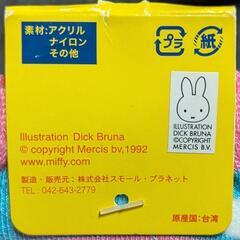 素材:アクリル
ナイロン
その他
プラ
紙
ILLUSTRATION
DICK BRUNA
©COPYRIGHT
MERCIS B.V.
Illustration Dick Bruna
© copyright Mercis bv,1992
www.miffy.com
製造・販売元:株式会社スモール・プラネット
TEL:042-643-2779
原産国:台湾